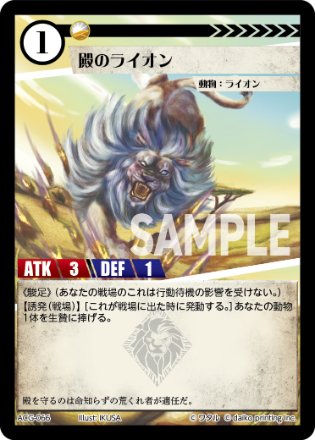 1
殿のライオン
動物：ライオン
SAMPLE
ATK 3 DEF 1
《駿足》（あなたの戦場のこれは行動待機の影響を受けない。）
【誘発（戦場）】［これが戦場に出た時に発動する。］あなたの動物
1体を生贄に捧げる。
殿を守るのは命知らずの荒くれ者が適任だ。
Illust: IKUSA
©ワタル ©daiko printing inc.